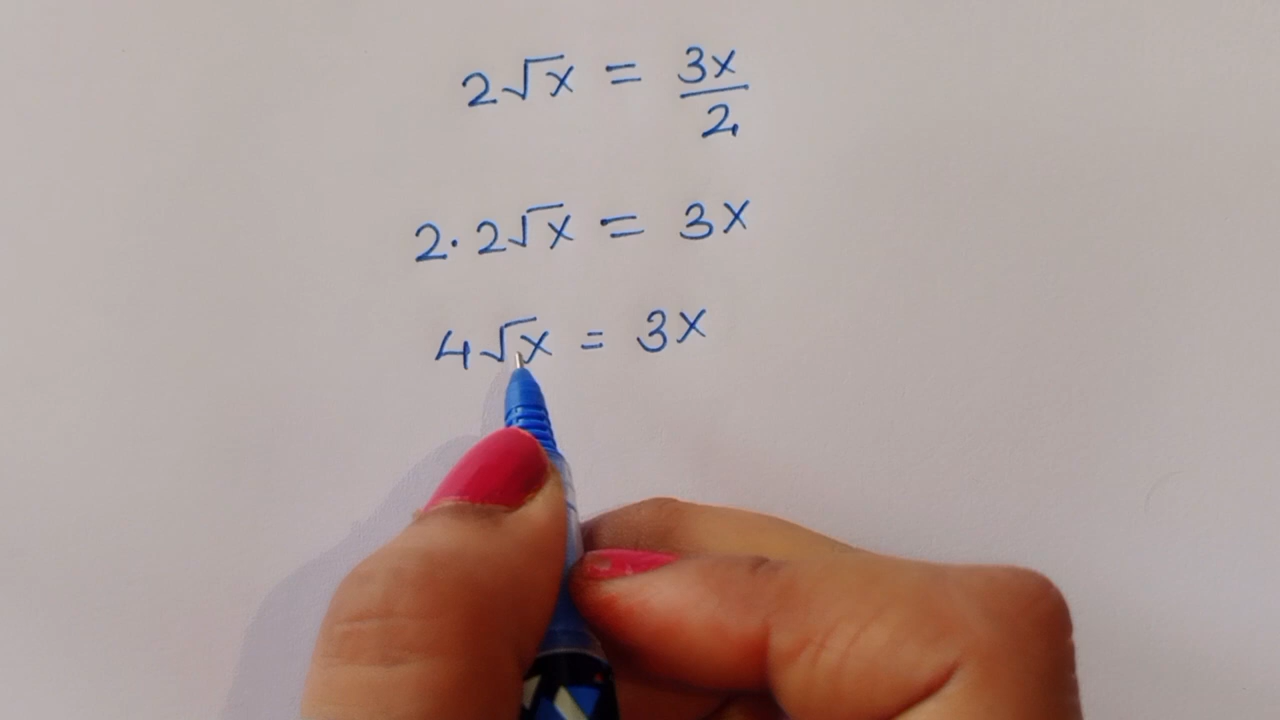 2√x = 3x/2
2·2√x = 3x
4√x = 3x